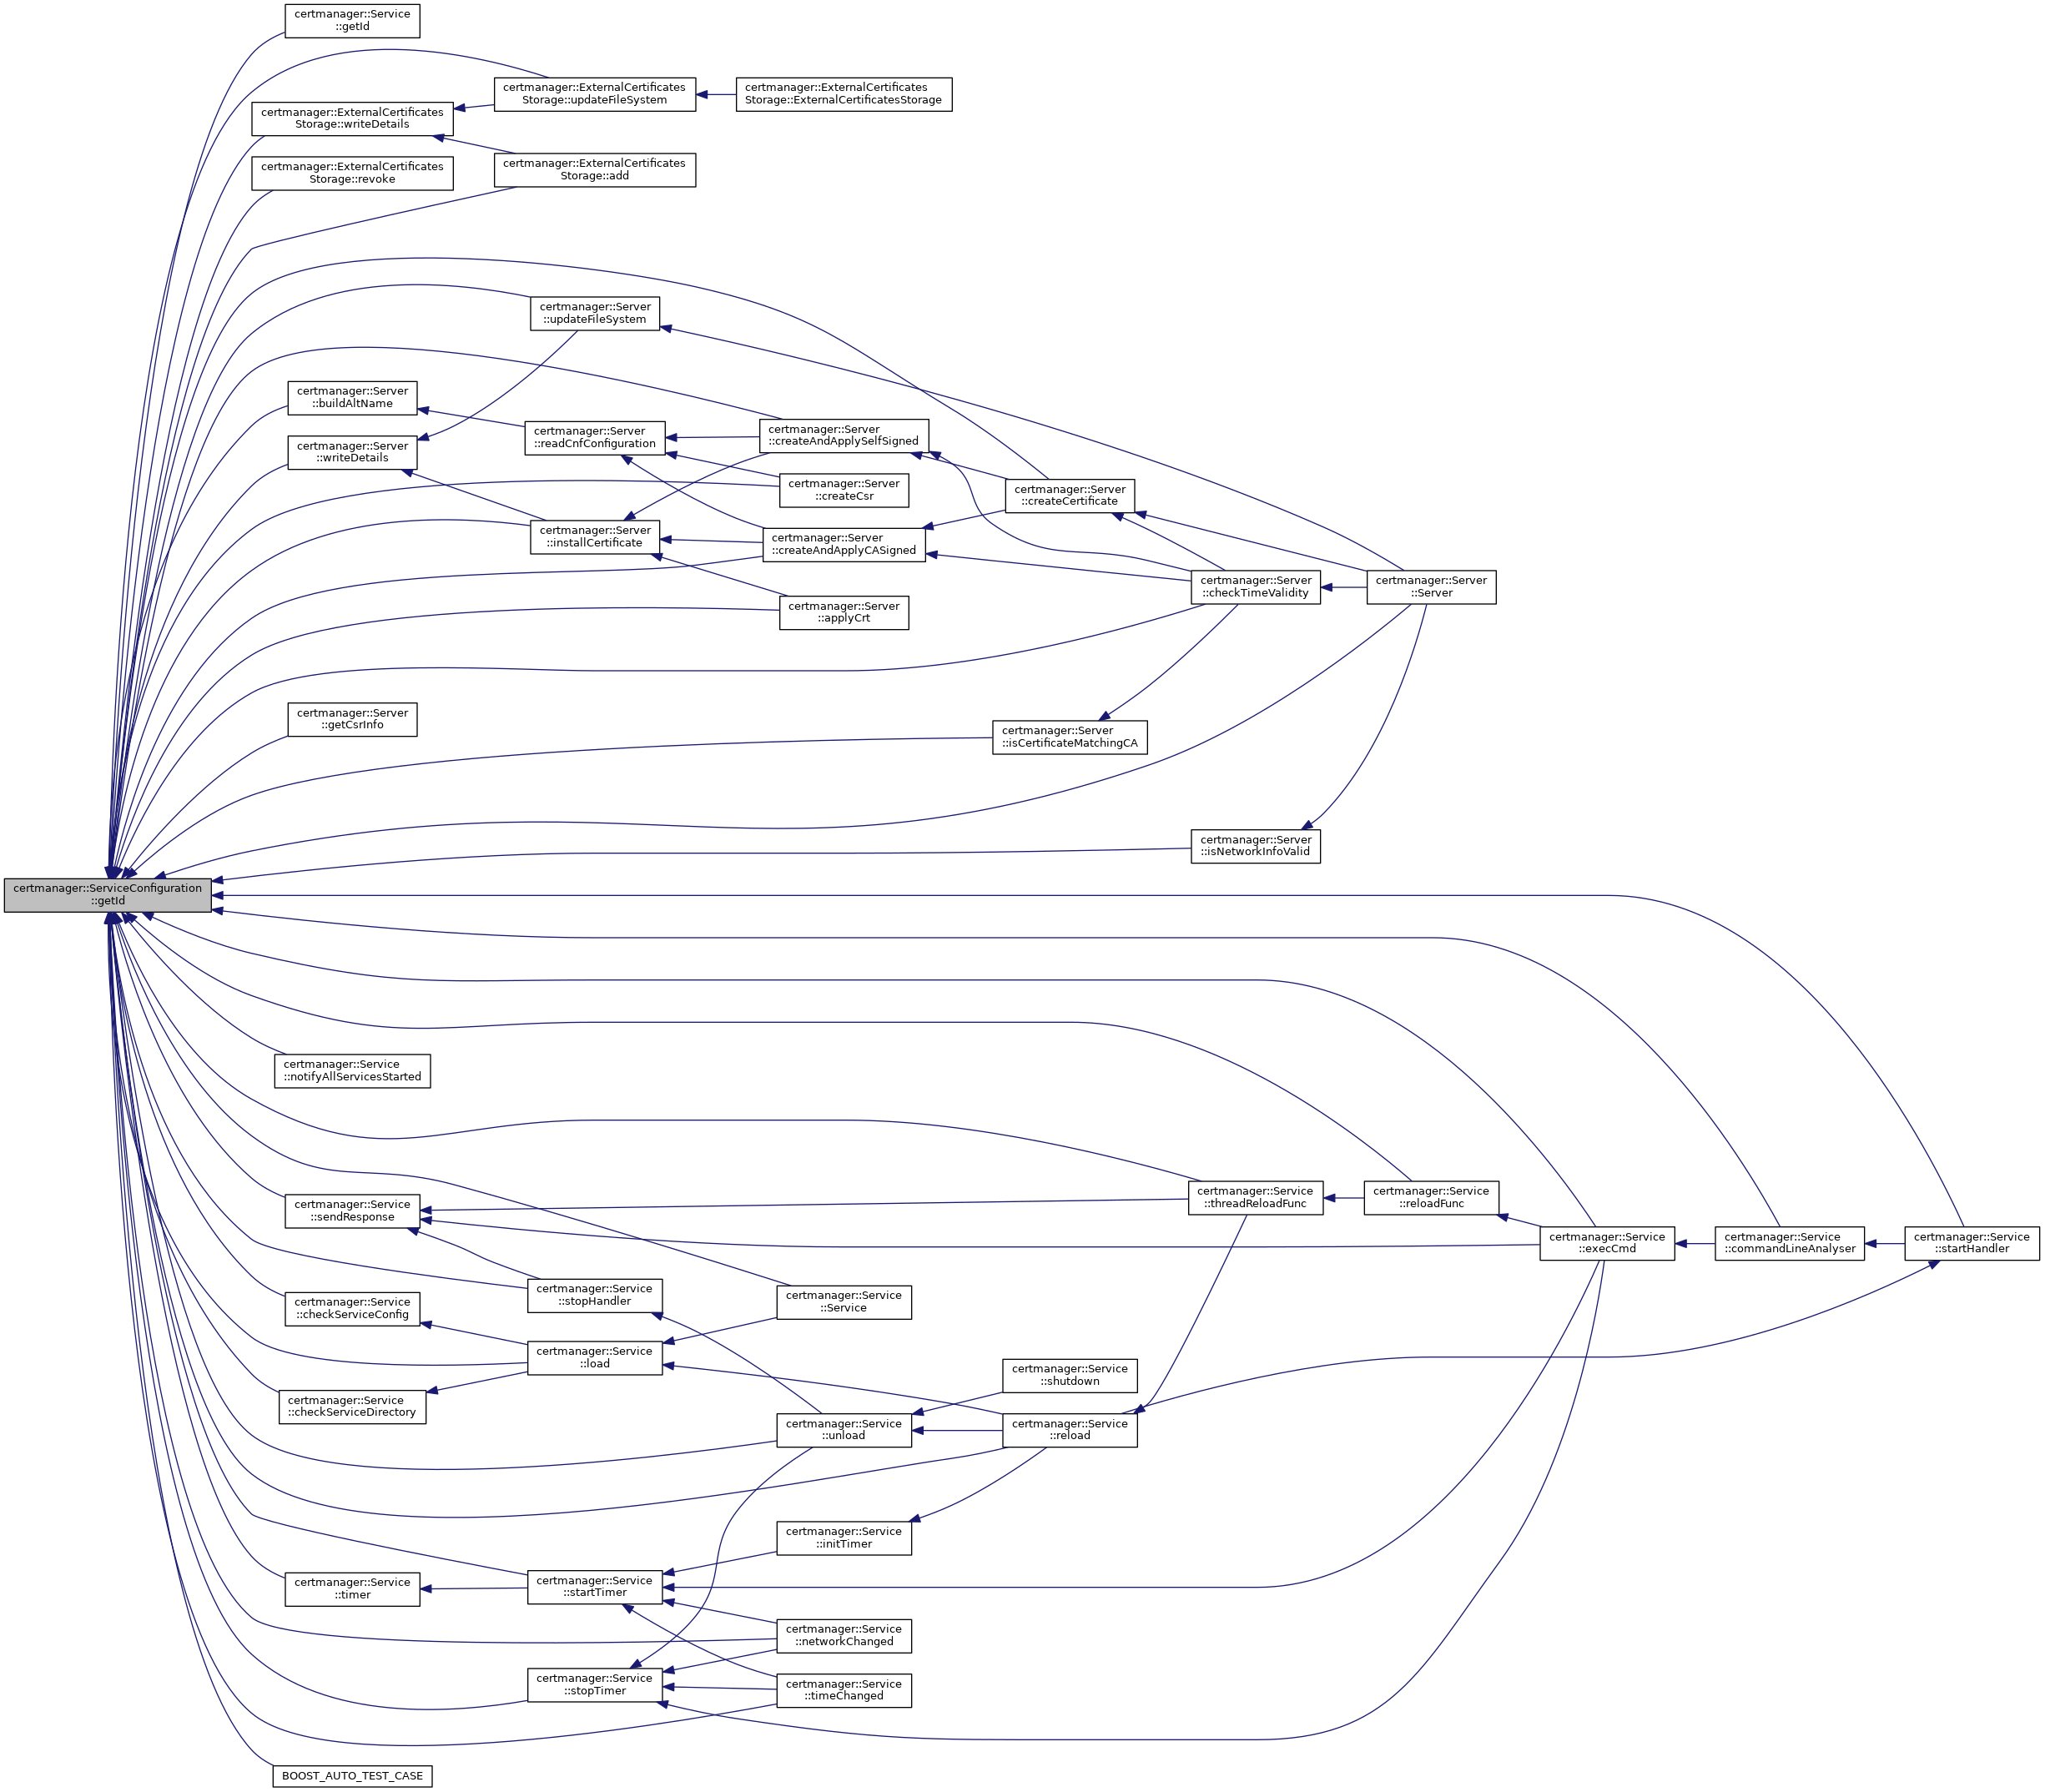 certmanager::Service
::getId
certmanager::ExternalCertificates
Storage::updateFileSystem
certmanager::ExternalCertificates
Storage::ExternalCertificatesStorage
certmanager::ExternalCertificates
Storage::writeDetails
certmanager::ExternalCertificates
Storage::revoke
certmanager::ExternalCertificates
Storage::add
certmanager::Server
::updateFileSystem
certmanager::Server
::buildAltName
certmanager::Server
::writeDetails
certmanager::Server
::readCnfConfiguration
certmanager::Server
::createAndApplySelfSigned
certmanager::Server
::createCsr
certmanager::Server
::createCertificate
certmanager::Server
::installCertificate
certmanager::Server
::createAndApplyCASigned
certmanager::Server
::checkTimeValidity
certmanager::Server
::Server
certmanager::Server
::applyCrt
certmanager::Server
::getCsrInfo
certmanager::Server
::isCertificateMatchingCA
certmanager::Server
::isNetworkInfoValid
certmanager::ServiceConfiguration
::getId
certmanager::Service
::notifyAllServicesStarted
certmanager::Service
::sendResponse
certmanager::Service
::threadReloadFunc
certmanager::Service
::reloadFunc
certmanager::Service
::execCmd
certmanager::Service
::commandLineAnalyser
certmanager::Service
::startHandler
certmanager::Service
::stopHandler
certmanager::Service
::Service
certmanager::Service
::checkServiceConfig
certmanager::Service
::load
certmanager::Service
::checkServiceDirectory
certmanager::Service
::shutdown
certmanager::Service
::unload
certmanager::Service
::reload
certmanager::Service
::initTimer
certmanager::Service
::timer
certmanager::Service
::startTimer
certmanager::Service
::networkChanged
certmanager::Service
::stopTimer
certmanager::Service
::timeChanged
BOOST_AUTO_TEST_CASE